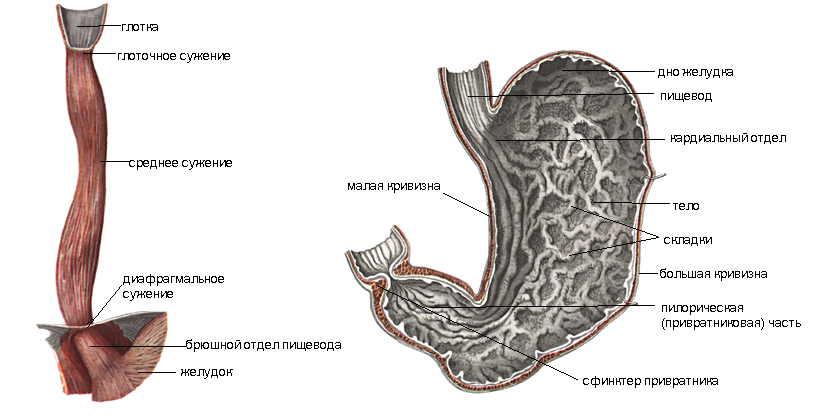 глотка
глоточное сужение
среднее сужение
диафрагмальное
сужение
брюшной отдел пищевода
желудок
дно желудка
пищевод
кардиальный отдел
малая кривизна
тело
складки
большая кривизна
пилорическая
(привратниковая) часть
сфинктер привратника